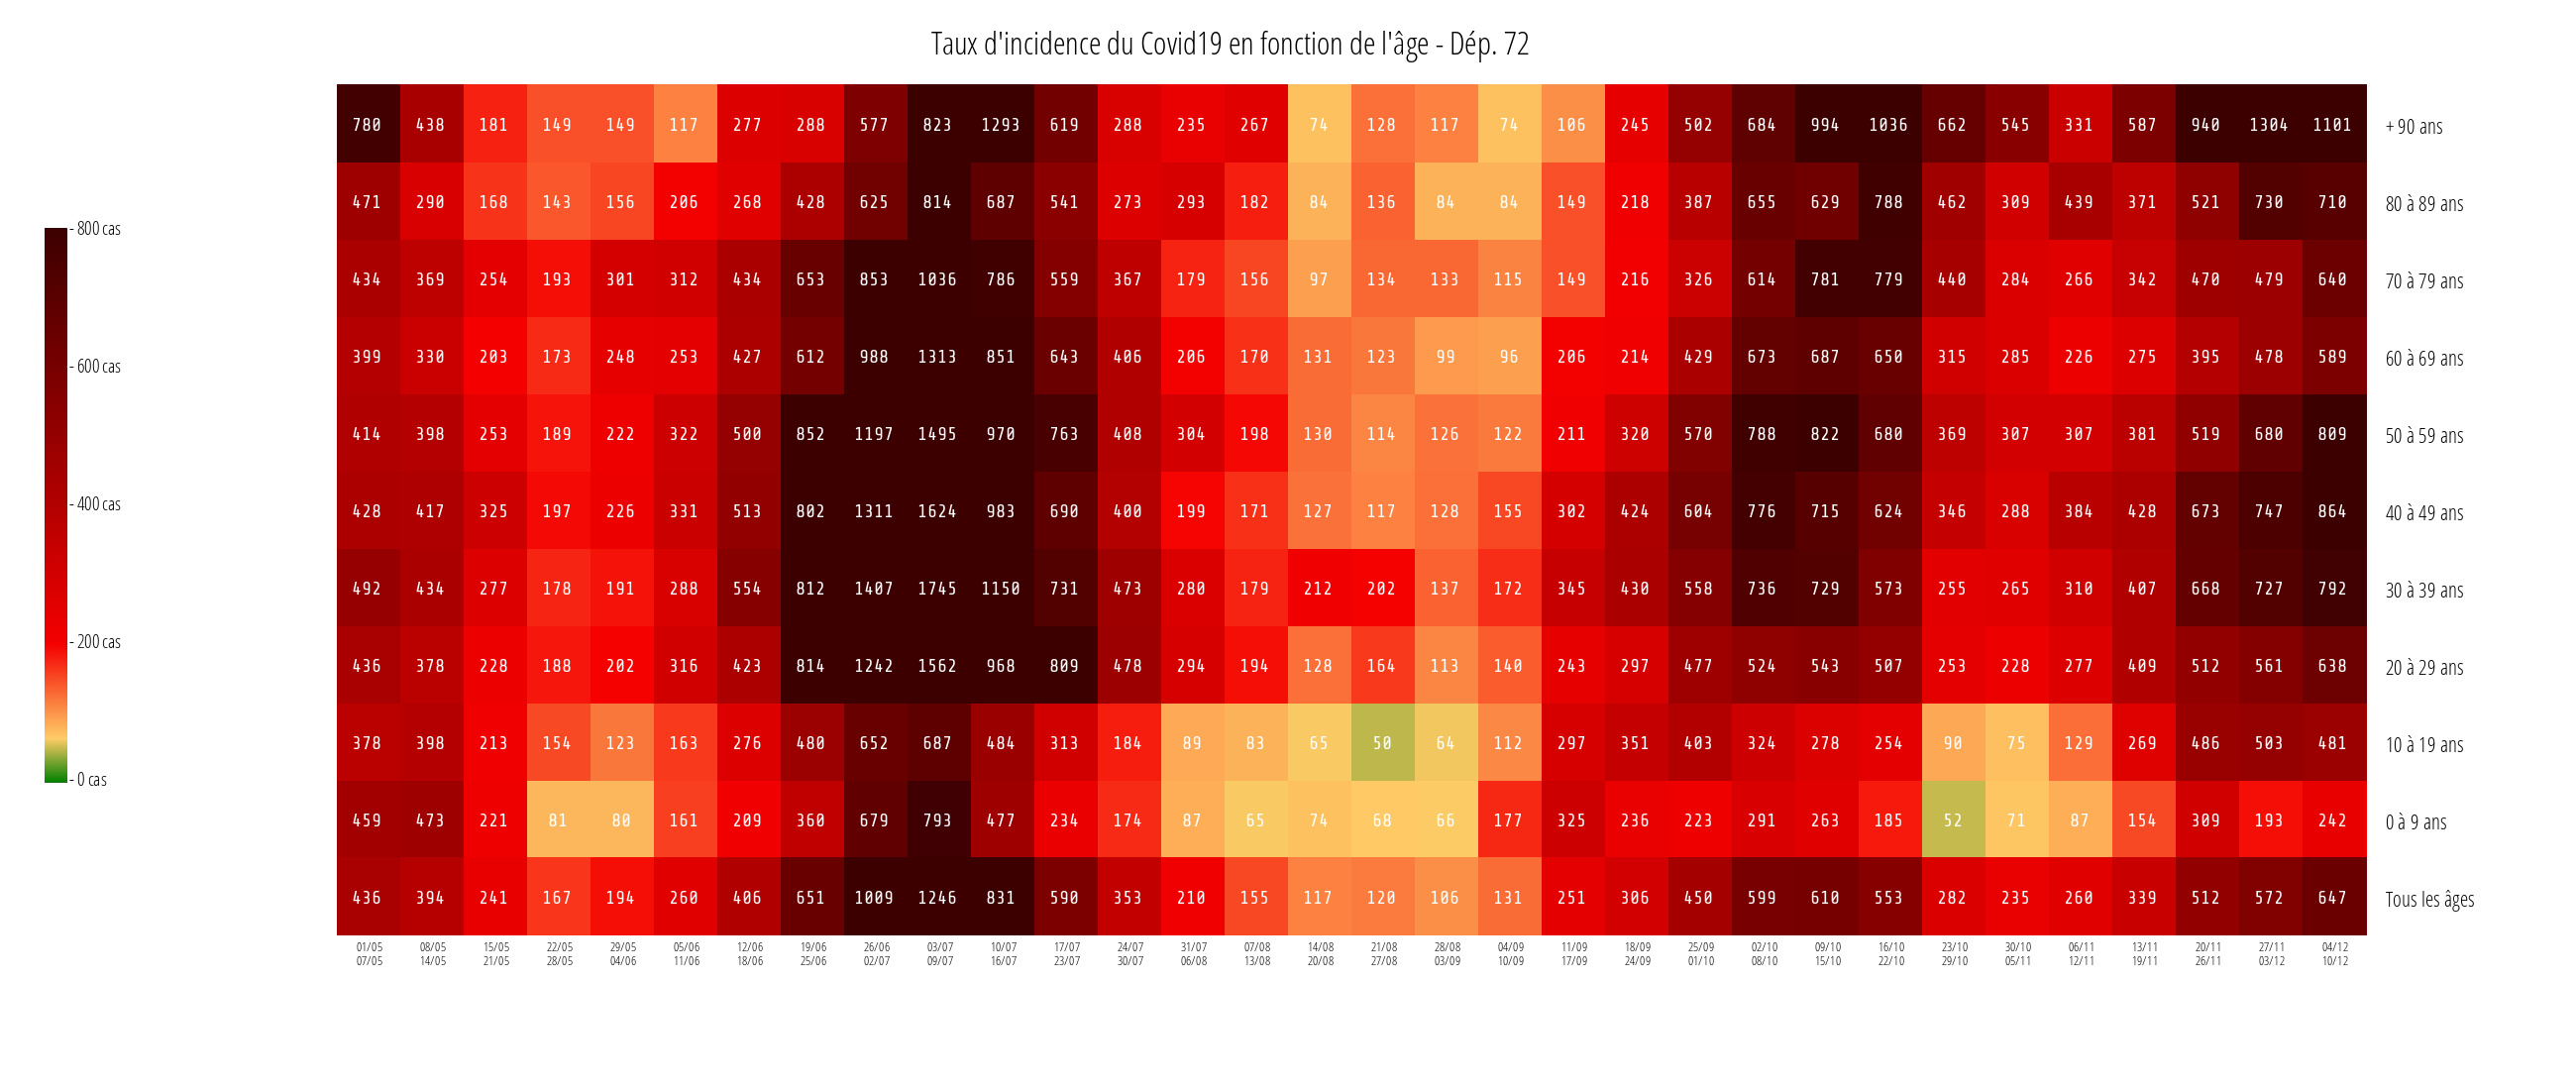 Taux d'incidence du Covid19 en fonction de l'âge - Dép. 72
- 800 cas
- 600 cas
- 400 cas
- 200 cas
- 0 cas
780 438 181 149 149 117 277 288 577 823 1293 619 288 235 267 74 128 117 74 106 245 502 684 994 1036 662 545 331 587 940 1304 1101 + 90 ans
471 290 168 143 156 206 268 428 625 814 687 541 273 293 182 84 136 84 84 149 218 387 655 629 788 462 309 439 371 521 730 710 80 à 89 ans
434 369 254 193 301 312 434 653 853 1036 786 559 367 179 156 97 134 133 115 149 216 326 614 781 779 440 284 266 342 470 479 640 70 à 79 ans
399 330 203 173 248 253 427 612 988 1313 851 643 406 206 170 131 123 99 96 206 214 429 673 687 650 315 285 226 275 395 478 589 60 à 69 ans
414 398 253 189 222 322 500 852 1197 1495 970 763 408 304 198 130 114 126 122 211 320 570 788 822 680 369 307 307 381 519 680 809 50 à 59 ans
428 417 325 197 226 331 513 802 1311 1624 983 690 400 199 171 127 117 128 155 302 424 604 776 715 624 346 288 384 428 673 747 864 40 à 49 ans
492 434 277 178 191 288 554 812 1407 1745 1150 731 473 280 179 212 202 137 172 345 430 558 736 729 573 255 265 310 407 668 727 792 30 à 39 ans
436 378 228 188 202 316 423 814 1242 1562 968 809 478 294 194 128 164 113 140 243 297 477 524 543 507 253 228 277 409 512 561 638 20 à 29 ans
378 398 213 154 123 163 276 480 652 687 484 313 184 89 83 65 50 64 112 297 351 403 324 278 254 90 75 129 269 486 503 481 10 à 19 ans
459 473 221 81 80 161 209 360 679 793 477 234 174 87 65 74 68 66 177 325 236 223 291 263 185 52 71 87 154 309 193 242 0 à 9 ans
436 394 241 167 194 260 406 651 1009 1246 831 590 353 210 155 117 120 106 131 251 306 450 599 610 553 282 235 260 339 512 572 647 Tous les âges
01/05 08/05 15/05 22/05 29/05 05/06 12/06 19/06 26/06 03/07 10/07 17/07 24/07 31/07 07/08 14/08 21/08 28/08 04/09 11/09 18/09 25/09 02/10 09/10 16/10 23/10 30/10 06/11 13/11 20/11 27/11 04/12
07/05 14/05 21/05 28/05 04/06 11/06 18/06 25/06 02/07 09/07 16/07 23/07 30/07 06/08 13/08 20/08 27/08 03/09 10/09 17/09 24/09 01/10 08/10 15/10 22/10 29/10 05/11 12/11 19/11 26/11 03/12 10/12